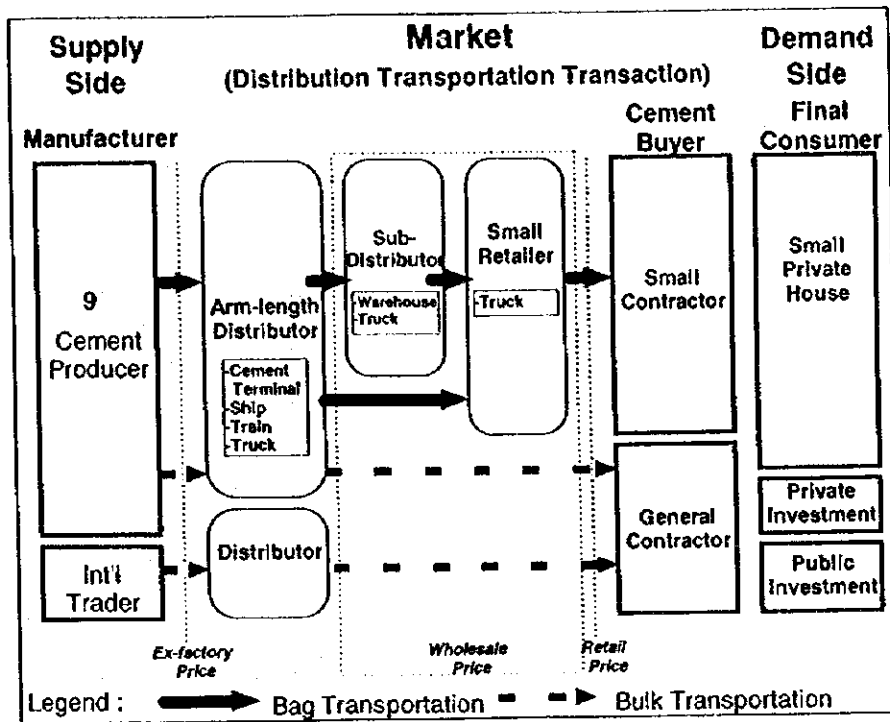 Supply
Side
Market
(Distribution Transportation Transaction)
Demand
Side
Manufacturer
Cement
Buyer
Final
Consumer
9
Cement
Producer
Int'l
Trader
Arm-length
Distributor
-Cement
Terminal
-Ship
-Train
-Truck
Distributor
Sub-
Distributor
-Warehouse
-Truck
Small
Retailer
-Truck
Small
Contractor
General
Contractor
Small
Private
House
Private
Investment
Public
Investment
Ex-factory
Price
Wholesale
Price
Retail
Price
Legend : Bag Transportation Bulk Transportation